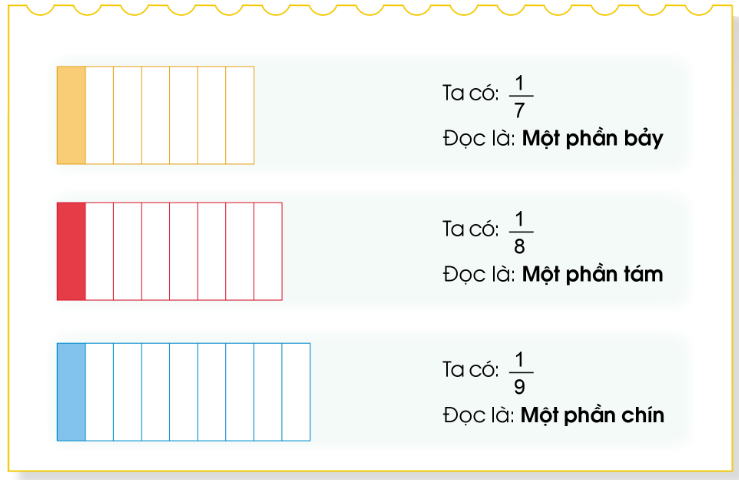 Ta có: 1/7
Đọc là: Một phần bảy
Ta có: 1/8
Đọc là: Một phần tám
Ta có: 1/9
Đọc là: Một phần chín